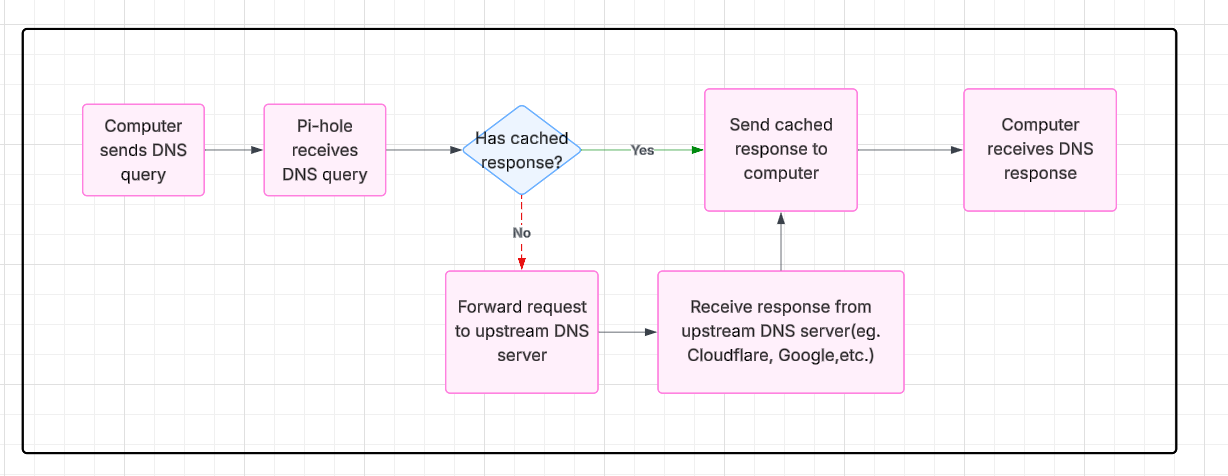 Computer
sends DNS
query
Pi-hole
receives
DNS query
Has cached
response?
Yes
Send cached
response to
computer
Computer
receives DNS
response
No
Forward request
to upstream DNS
server
Receive response from
upstream DNS server(eg.
Cloudflare, Google,etc.)